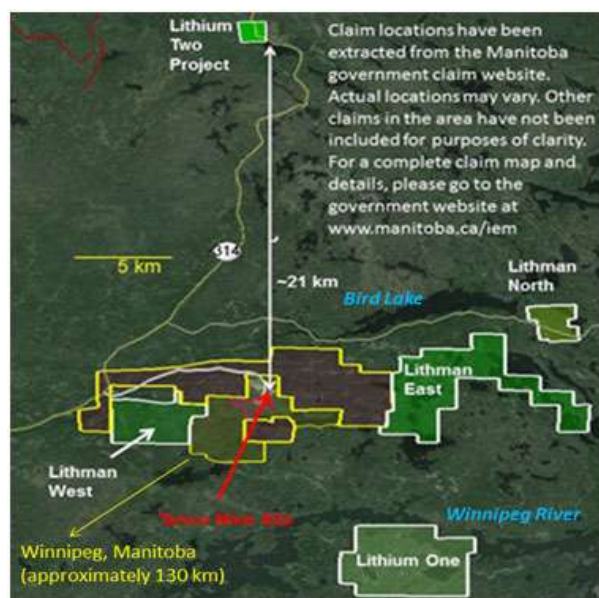 Lithium
Two
Project
Claim locations have been
extracted from the Manitoba
government claim website.
Actual locations may vary. Other
claims in the area have not been
included for purposes of clarity.
For a complete claim map and
details, please go to the
government website at
www.manitoba.ca/iem
314
5 km
~21 km
Lithman
North
Bird Lake
Lithman
East
Lithman
West
Winnipeg River
Winnipeg, Manitoba
(approximately 130 km)
Lithium One